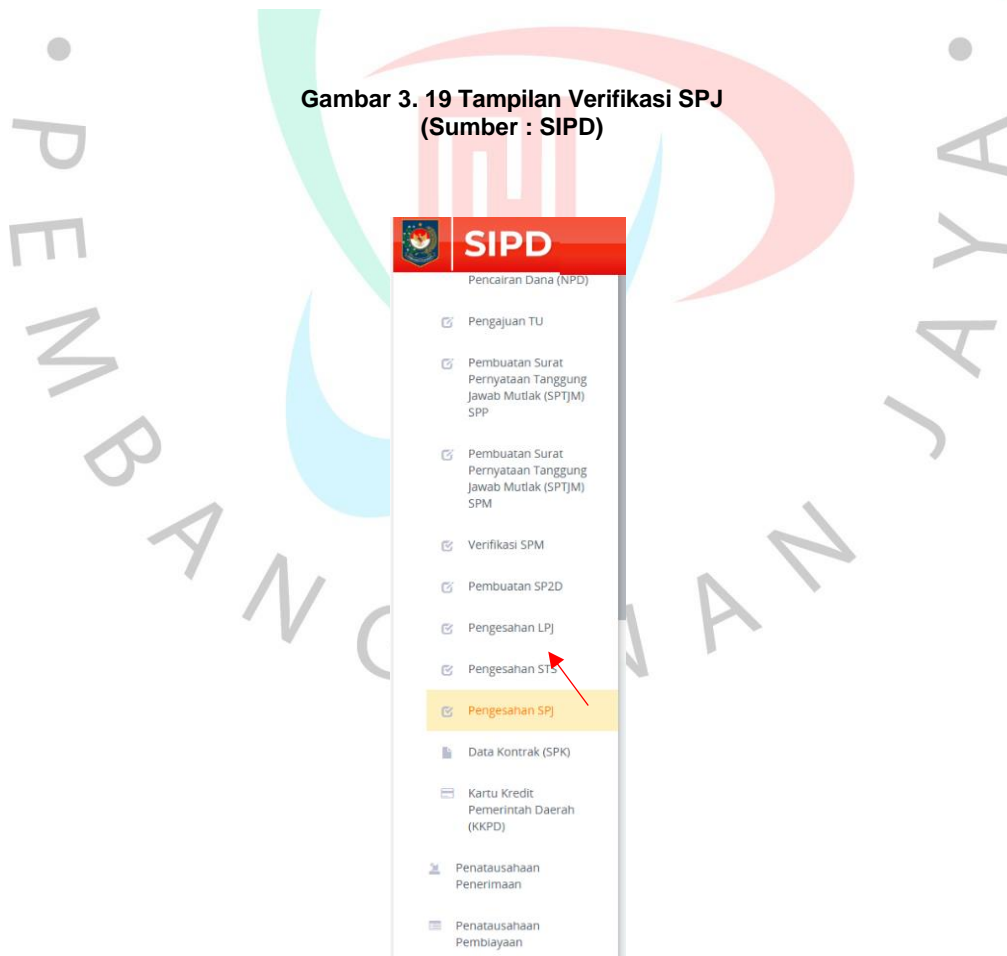 Gambar 3. 19 Tampilan Verifikasi SPJ
(Sumber : SIPD)
SIPD
Pencairan Dana (NPD)
Pengajuan TU
Pembuatan Surat
Pernyataan Tanggung
Jawab Mutlak (SPTJM)
SPP
Pembuatan Surat
Pernyataan Tanggung
Jawab Mutlak (SPTJM)
SPM
Verifikasi SPM
Pembuatan SP2D
Pengesahan LPJ
Pengesahan STS
Pengesahan SPJ
Data Kontrak (SPK)
Kartu Kredit
Pemerintah Daerah
(KKPD)
Penatausahaan
Penerimaan
Penatausahaan
Pembiayaan